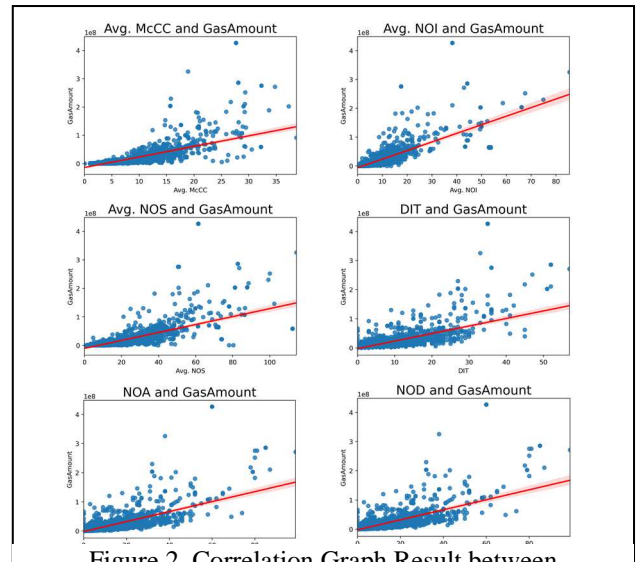 Avg. McCC and GasAmount
1e8
GasAmount
4
3
2
1
0
0 5 10 15 20 25 30 35
Avg. McCC
Avg. NOI and GasAmount
1e8
GasAmount
4
3
2
1
0
0 10 20 30 40 50 60 70 80
Avg. NOI
Avg. NOS and GasAmount
1e8
GasAmount
4
3
2
1
0
0 20 40 60 80 100
Avg. NOS
DIT and GasAmount
1e8
GasAmount
4
3
2
1
0
0 10 20 30 40 50
DIT
NOA and GasAmount
1e8
GasAmount
4
3
2
1
0
NOD and GasAmount
1e8
GasAmount
4
3
2
1
0
Figure 2. Correlation Graph Result between